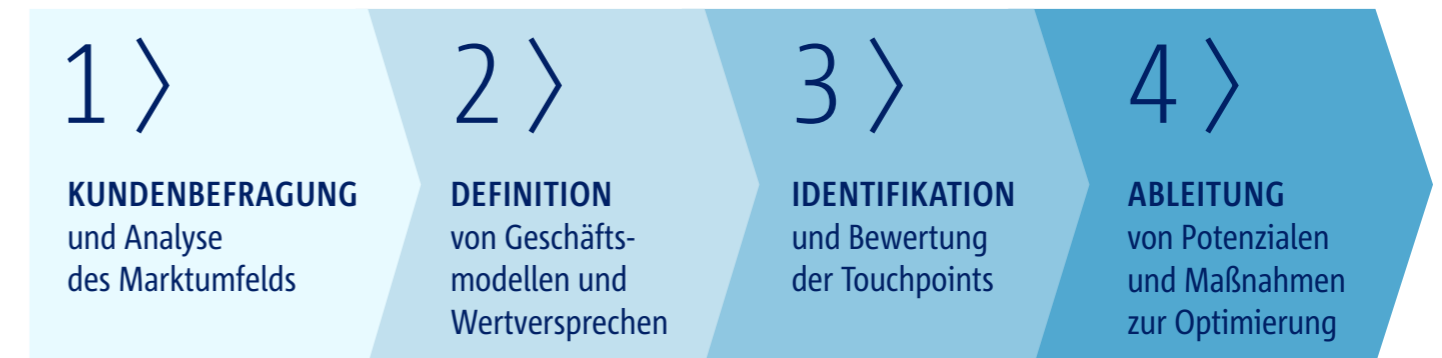 1 〉
KUNDENBEFRAGUNG
und Analyse
des Marktumfelds
2 〉
DEFINITION
von Geschäfts-
modellen und
Wertversprechen
3 〉
IDENTIFIKATION
und Bewertung
der Touchpoints
4 〉
ABLEITUNG
von Potenzialen
und Maßnahmen
zur Optimierung